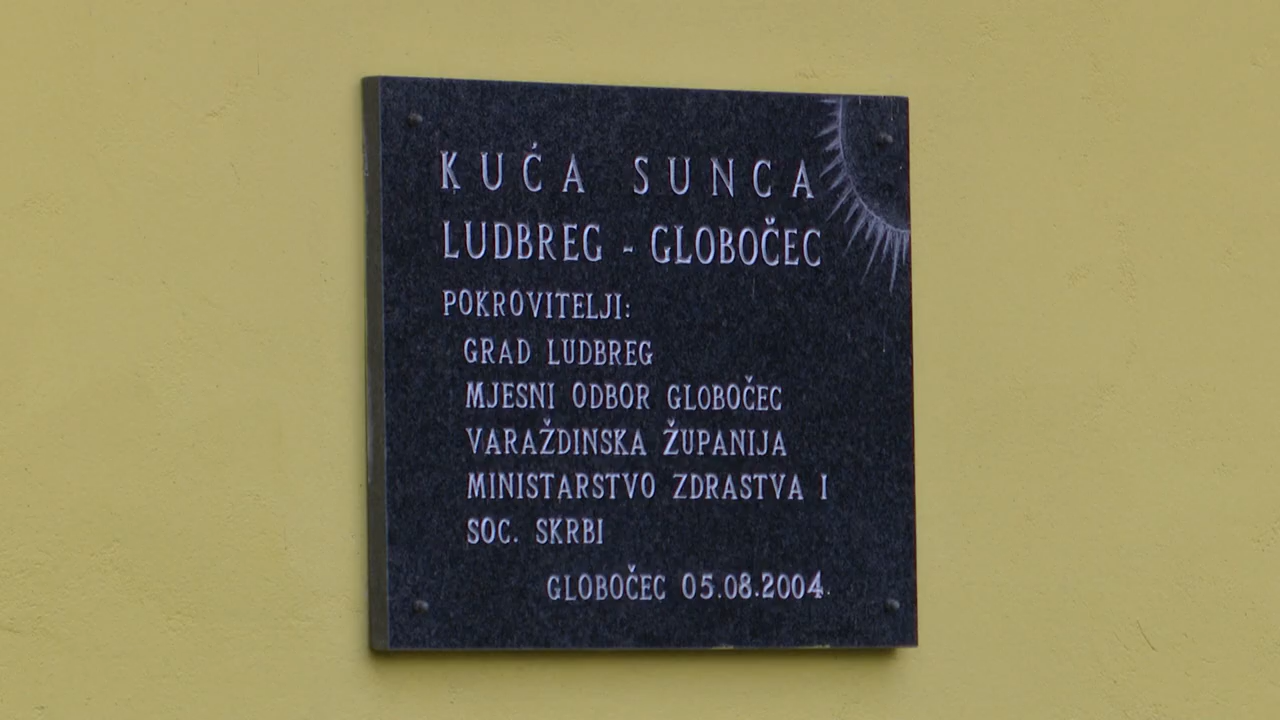 KUĆA SUNCA
LUDBREG - GLOBOČEC
POKROVITELJI:
GRAD LUDBREG
MJESNI ODBOR GLOBOČEC
VARAŽDINSKA ŽUPANIJA
MINISTARSTVO ZDRASTVA I
SOC. SKRBI
GLOBOČEC 05.08.2004.